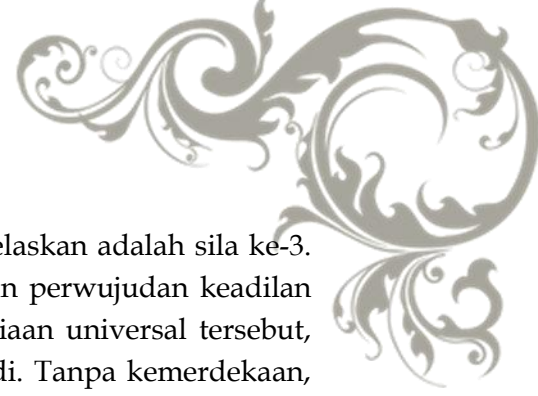 elaskan adalah sila ke-3.
n perwujudan keadilan
iaan universal tersebut,
di. Tanpa kemerdekaan,